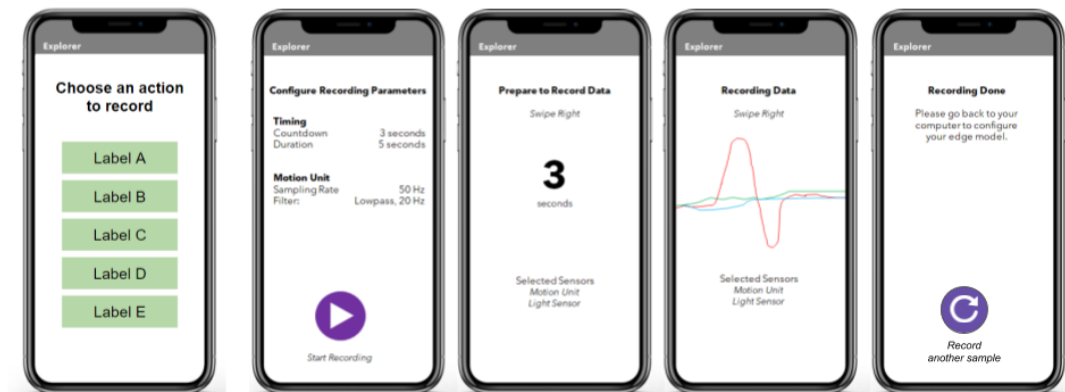 Explorer
Choose an action
to record
Label A
Label B
Label C
Label D
Label E
Explorer
Configure Recording Parameters
Timing
Countdown 3 seconds
Duration 5 seconds
Motion Unit
Sampling Rate 50 Hz
Filter: Lowpass, 20 Hz
Start Recording
Explorer
Prepare to Record Data
Swipe Right
3
seconds
Selected Sensors
Motion Unit
Light Sensor
Explorer
Recording Data
Swipe Right
Selected Sensors
Motion Unit
Light Sensor
Explorer
Recording Done
Please go back to your
computer to configure
your edge model.
Record
another sample